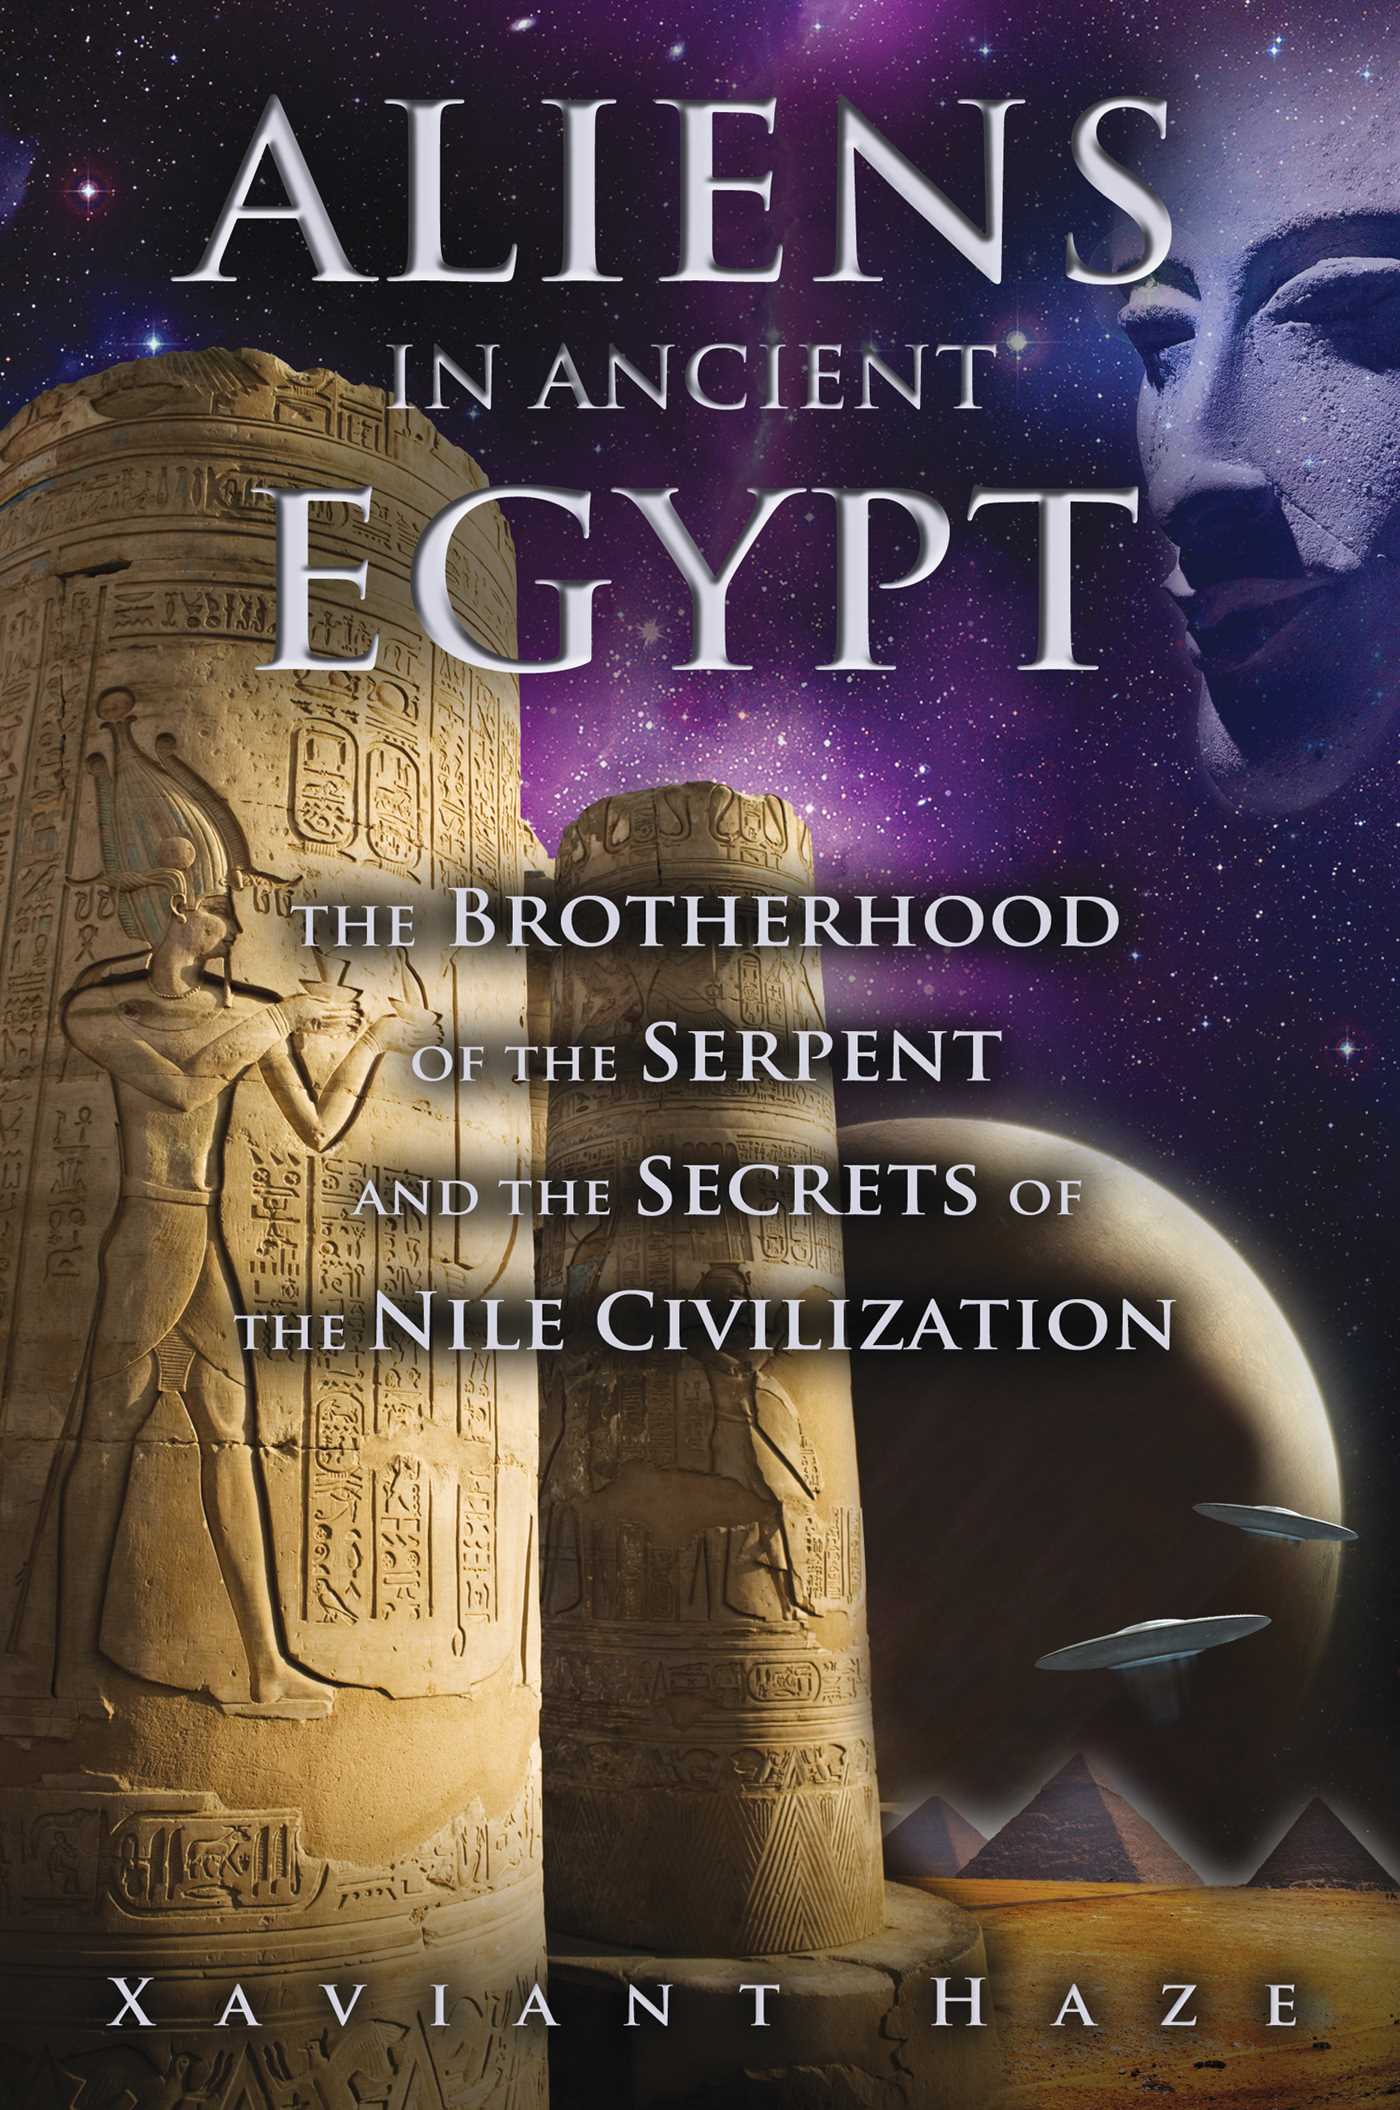 ALIENS
IN ANCIENT
EGYPT
THE BROTHERHOOD
OF THE SERPENT
AND THE SECRETS OF
THE NILE CIVILIZATION
XAVIANT HAZE